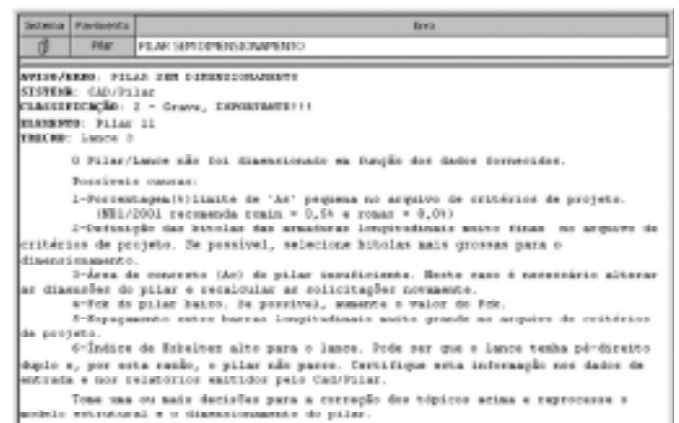 Sistema Pavimento Erro
Pilar PILAR SEM DIMENSIONAMENTO
AVISO/ERRO: PILAR SEM DIMENSIONAMENTO
SISTEMA: CAD/Pilar
CLASSIFICAÇÃO: 2 - Grave, IMPORTANTE!!!
ELEMENTO: Pilar 11
TRECHO: Lance 3
O Pilar/Lance não foi dimensionado em função dos dados fornecidos.
Possíveis causas:
1-Porcentagem(%)limite de 'As' pequena no arquivo de critérios de projeto.
(NB1/2001 recomenda romin = 0,5% e romax = 8,0%)
2-Definição das bitolas das armaduras longitudinais muito finas no arquivo de
critérios de projeto. Se possível, selecione bitolas mais grossas para o
dimensionamento.
3-Área de concreto (Ac) do pilar insuficiente. Neste caso é necessário alterar
as dimensões do pilar e recalcular as solicitações novamente.
4-Fck do pilar baixo. Se possível, aumente o valor do Fck.
5-Espaçamento entre barras longitudinais muito grande no arquivo de critérios
de projeto.
6-Índice de Esbeltez alto para o lance. Pode ser que o lance tenha pé-direito
duplo e, por esta razão, o pilar não passe. Certifique esta informação nos dados de
entrada e nos relatórios emitidos pelo Cad/Pilar.
Tome uma ou mais decisões para a correção dos tópicos acima e reprocesse o
modelo estrutural e o dimensionamento do pilar.